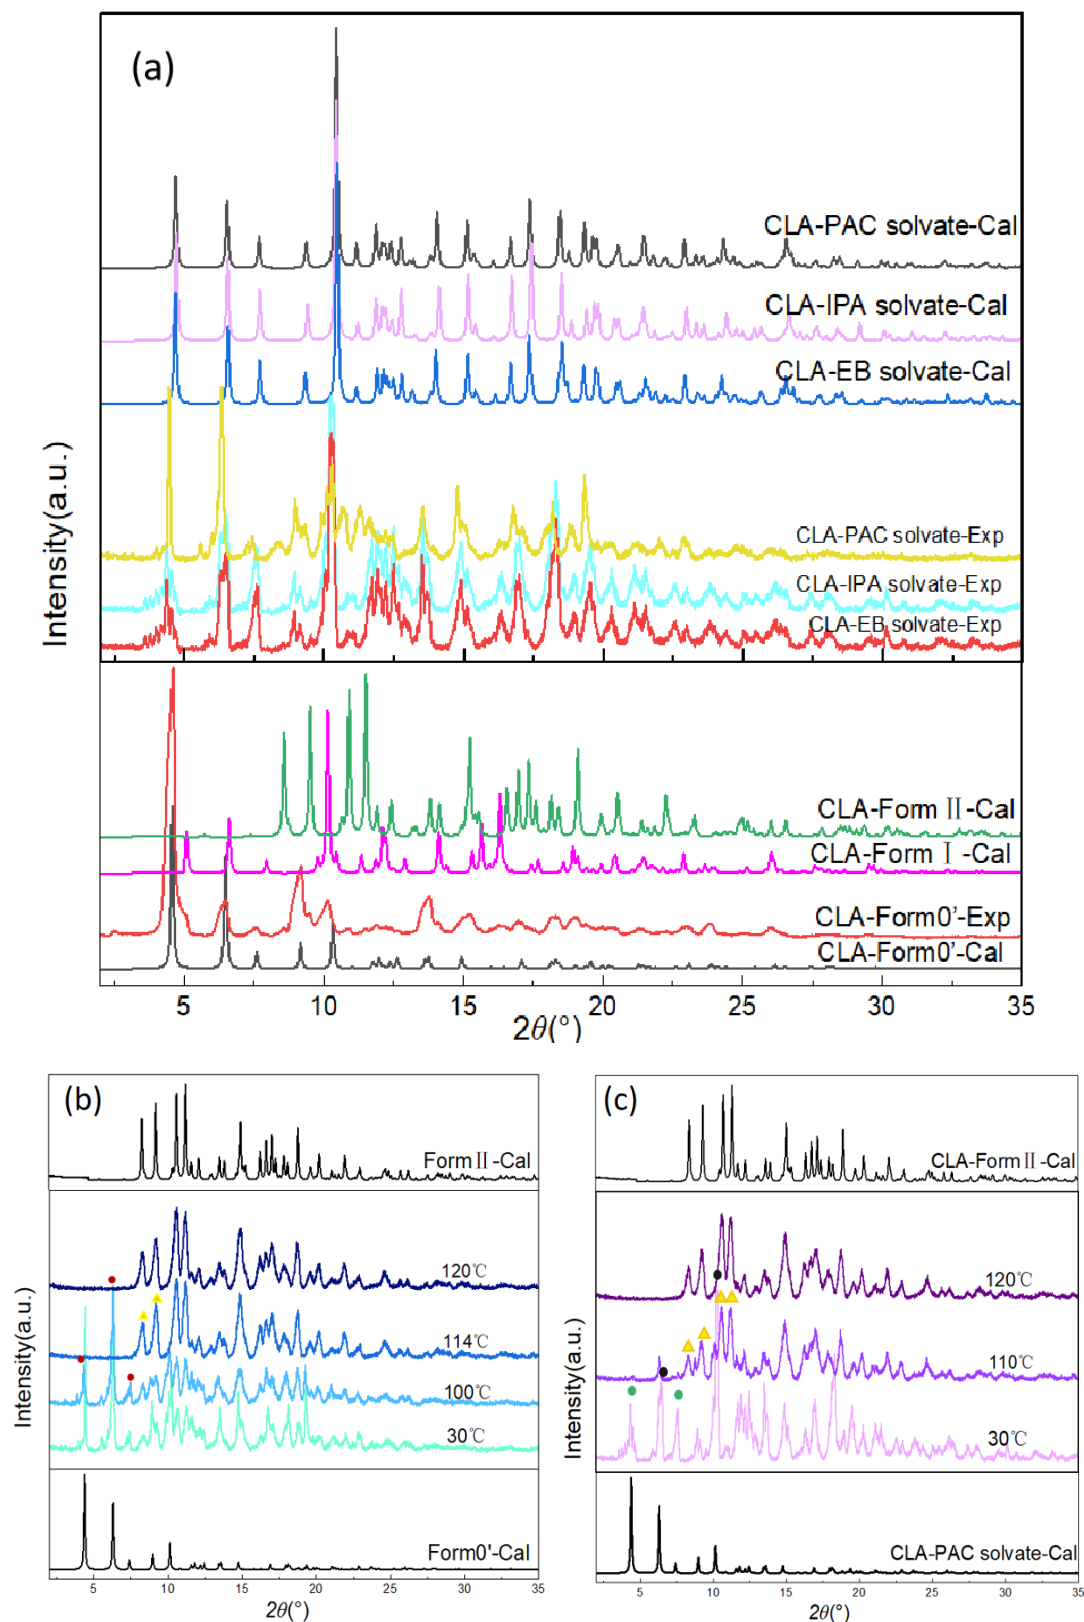 (a)
CLA-PAC solvate-Cal
CLA-IPA solvate-Cal
CLA-EB solvate-Cal
CLA-PAC solvate-Exp
CLA-IPA solvate-Exp
CLA-EB solvate-Exp
Intensity(a.u.)
CLA-Form Ⅱ-Cal
CLA-Form Ⅰ-Cal
CLA-Form0'-Exp
CLA-Form0'-Cal
5 10 15 20 25 30 35
2θ(°)
(b)
Form Ⅱ-Cal
120℃
114℃
100℃
30℃
Intensity(a.u.)
Form0'-Cal
5 10 15 20 25 30 35
2θ(°)
(c)
CLA-Form Ⅱ-Cal
120℃
110℃
30℃
Intensity(a.u.)
CLA-PAC solvate-Cal
5 10 15 20 25 30 35
2θ(°)